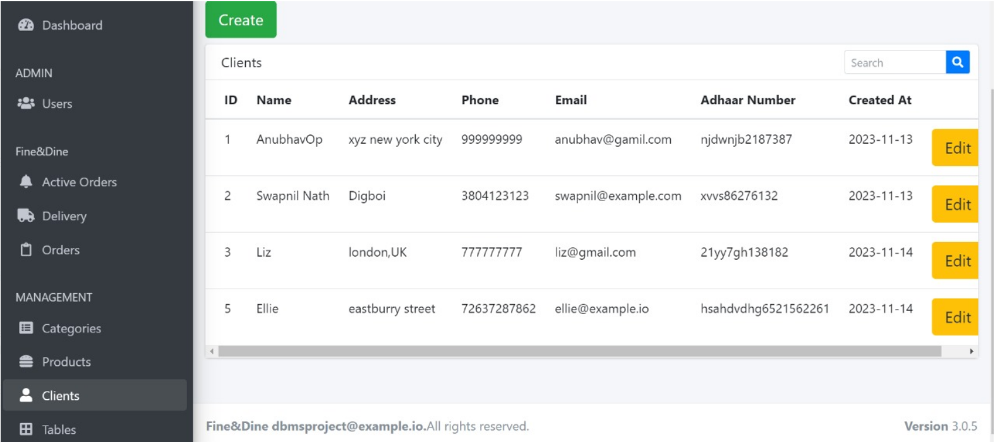 Dashboard
ADMIN
Users
Fine&Dine
Active Orders
Delivery
Orders
MANAGEMENT
Categories
Products
Clients
Tables
Create
Clients
Search
ID Name Address Phone Email Adhaar Number Created At
1 AnubhavOp xyz new york city 999999999 anubhav@gamil.com njdwnjb2187387 2023-11-13 Edit
2 Swapnil Nath Digboi 3804123123 swapnil@example.com xvvs86276132 2023-11-13 Edit
3 Liz london,UK 777777777 liz@gmail.com 21yy7gh138182 2023-11-14 Edit
5 Ellie eastburry street 72637287862 ellie@example.io hsahdvdhg6521562261 2023-11-14 Edit
Fine&Dine dbmsproject@example.io.All rights reserved.
Version 3.0.5